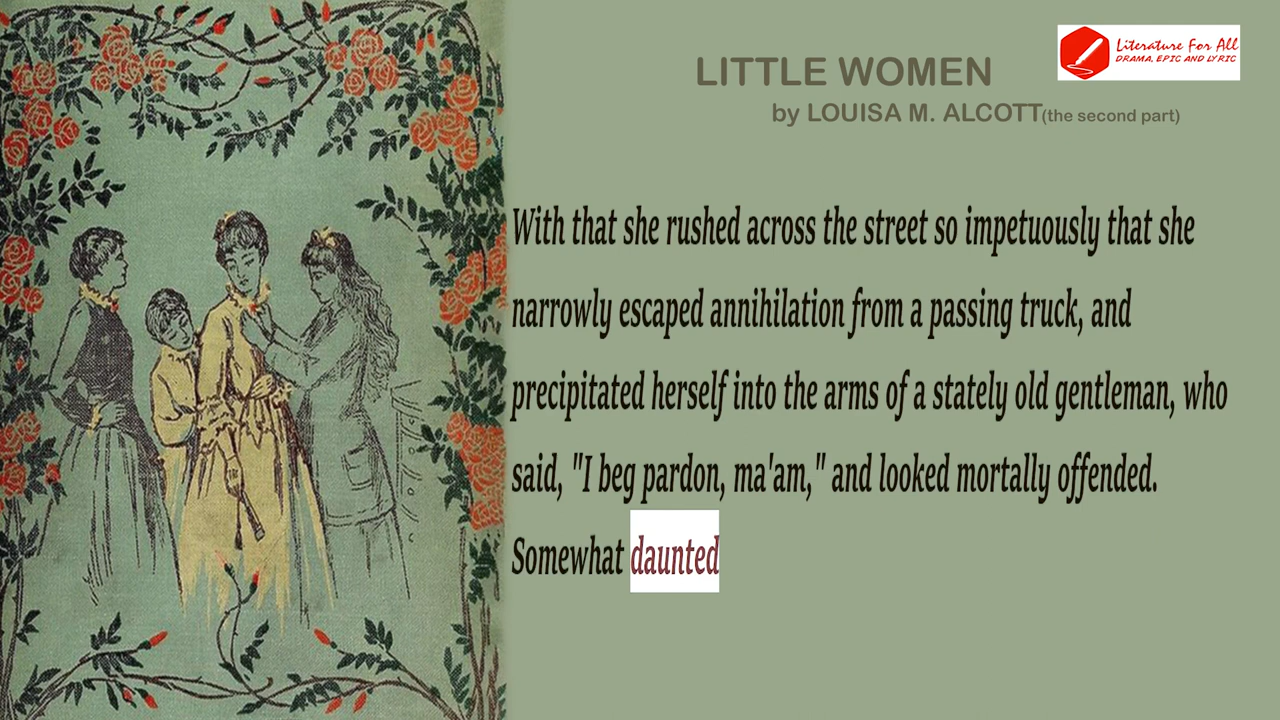 LITTLE WOMEN
by LOUISA M. ALCOTT(the second part)
Literature For All
DRAMA, EPIC AND LYRIC
With that she rushed across the street so impetuously that she
narrowly escaped annihilation from a passing truck, and
precipitated herself into the arms of a stately old gentleman, who
said, "I beg pardon, ma'am," and looked mortally offended.
Somewhat daunted